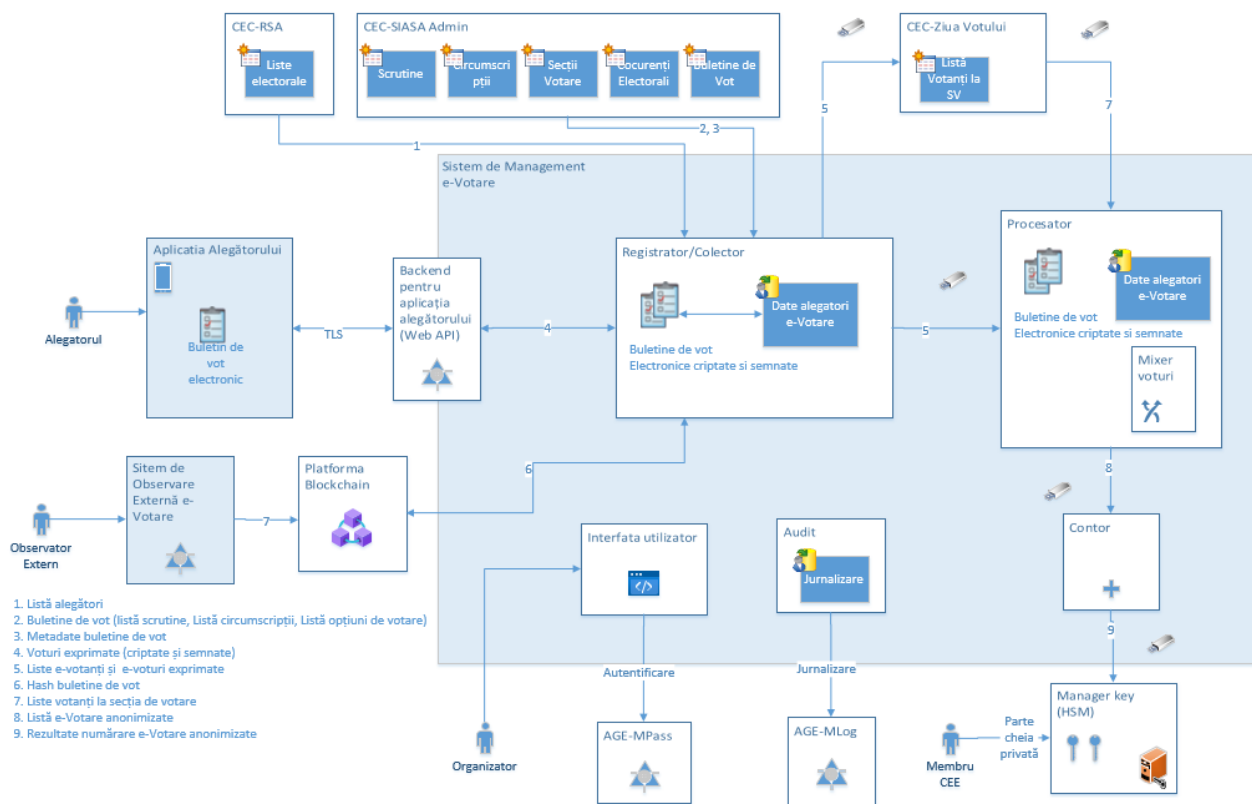 CEC-RSA
Liste
electorale
CEC-SIASA Admin
Scrutine
Circumscri
pții
Secții
Votare
Cocurenți
Electorali
Buletine de
Vot
CEC-Ziua Votului
Listă
Votanți la
SV
1
2, 3
5
7
Sistem de Management
e-Votare
Aplicatia Alegătorului
Buletin de
vot
electronic
Alegatorul
TLS
Backend
pentru
aplicația
alegătorului
(Web API)
4
Registrator/Colector
Date alegatori
e-Votare
Buletine de vot
Electronice criptate si semnate
5
Procesator
Date alegatori
e-Votare
Buletine de vot
Electronice criptate si semnate
Mixer
voturi
8
Sitem de
Observare
Externă e-
Votare
Observator
Extern
7
Platforma
Blockchain
6
Interfata utilizator
Audit
Jurnalizare
Contor
9
Autentificare
Jurnalizare
1. Listă alegători
2. Buletine de vot (listă scrutine, Listă circumscripții, Listă opțiuni de votare)
3. Metadate buletine de vot
4. Voturi exprimate (criptate și semnate)
5. Liste e-votanți și e-voturi exprimate
6. Hash buletine de vot
7. Liste votanți la secția de votare
8. Listă e-Votare anonimizate
9. Rezultate numărare e-Votare anonimizate
Organizator
AGE-MPass
AGE-MLog
Membru
CEE
Parte
cheia
privată
Manager key
(HSM)